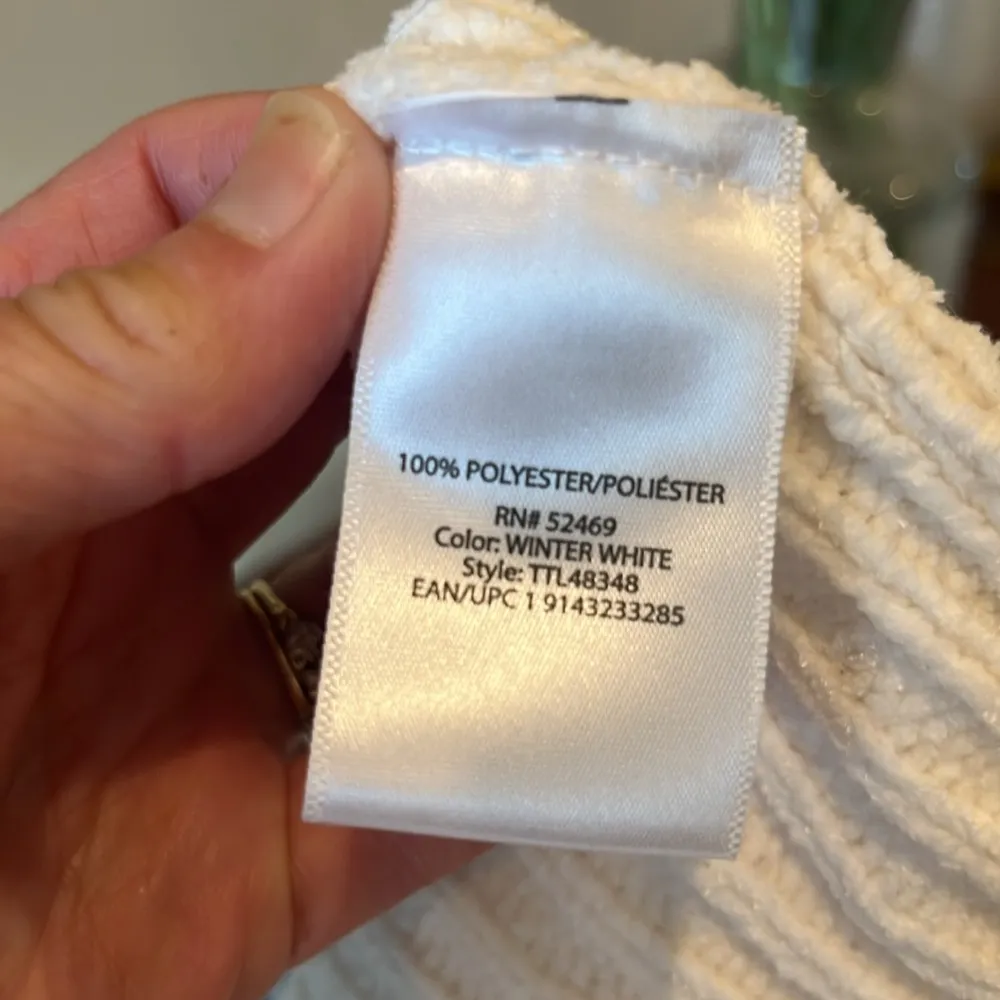 100% POLYESTER/POLIÉSTER
RN# 52469
Color: WINTER WHITE
Style: TTL48348
EAN/UPC 1 9143233285